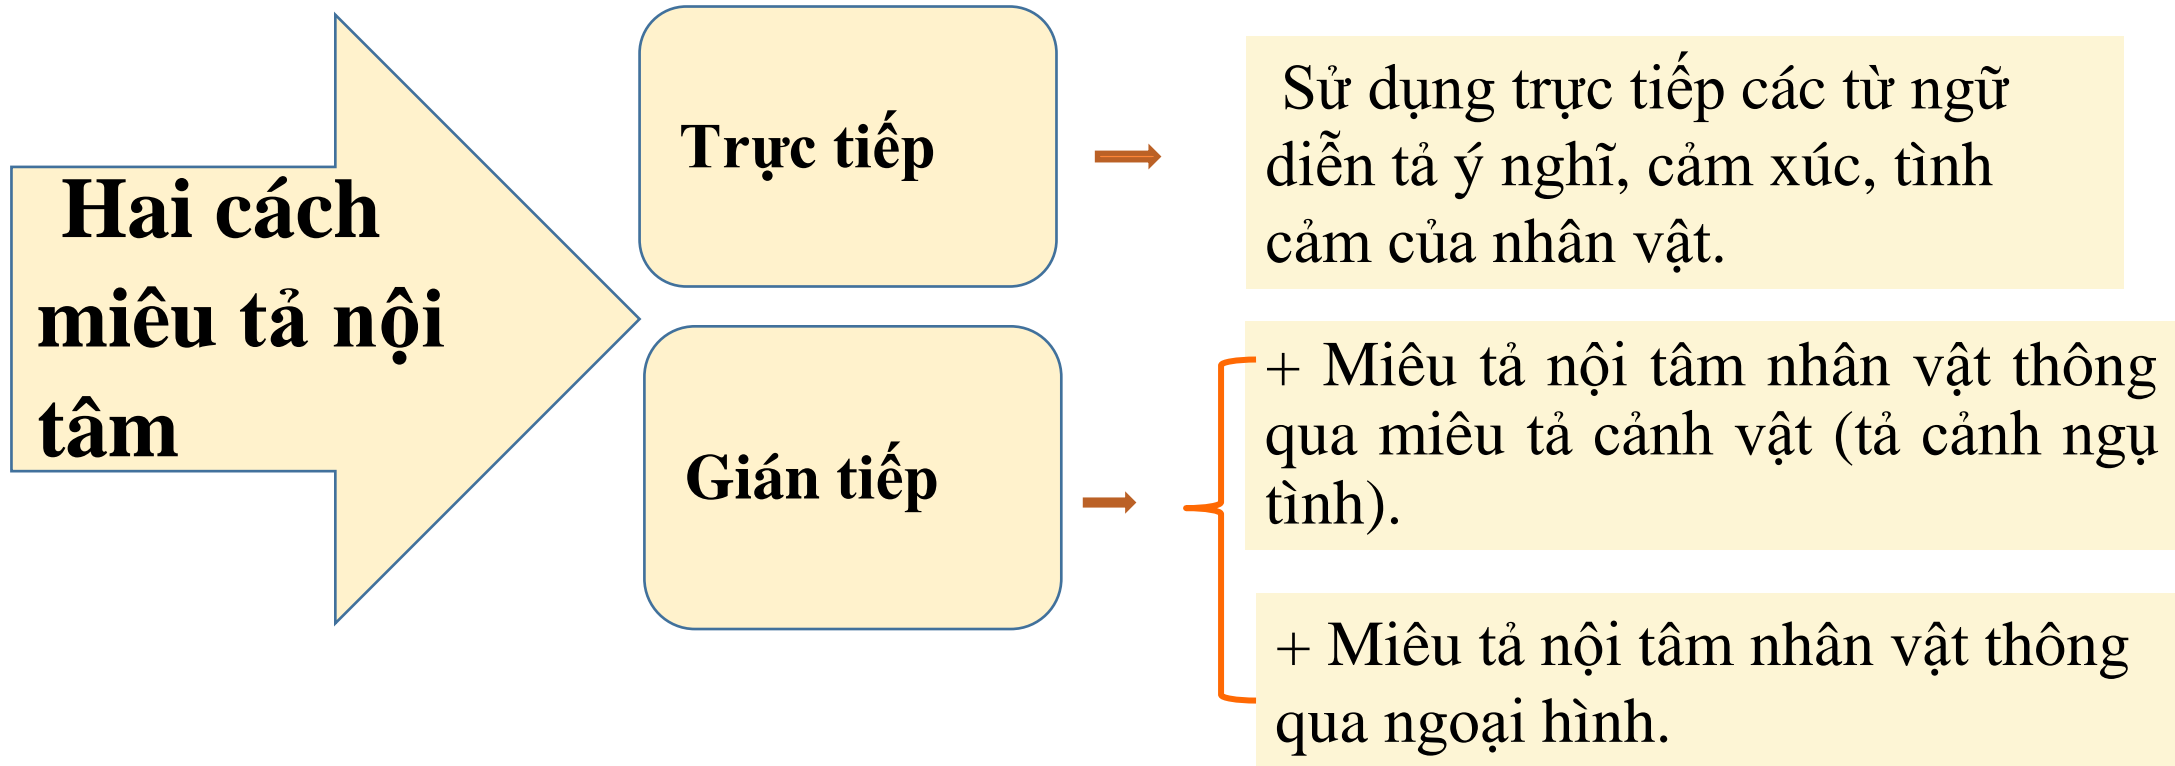 Hai cách
miêu tả nội
tâm
Trực tiếp
Sử dụng trực tiếp các từ ngữ
diễn tả ý nghĩ, cảm xúc, tình
cảm của nhân vật.
Gián tiếp
+ Miêu tả nội tâm nhân vật thông
qua miêu tả cảnh vật (tả cảnh ngụ
tình).
+ Miêu tả nội tâm nhân vật thông
qua ngoại hình.